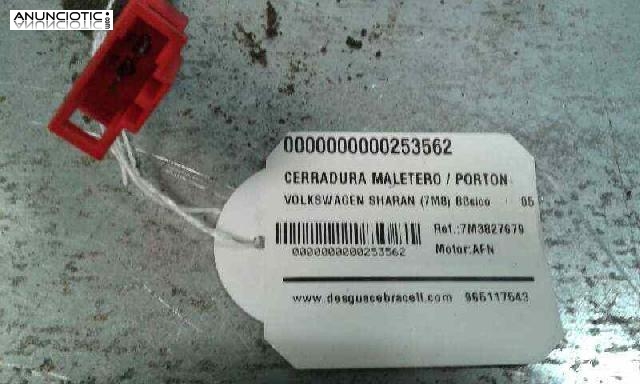 ANUNCIOTIC.com
0000000000253562
CERRADURA MALETERO / PORTON
VOLKSWAGEN SHARAN (7M8) Básico 05
Ref.:7M3827679
0000000000253562
Motor:AFN
www.desguacebracell.com 965117543